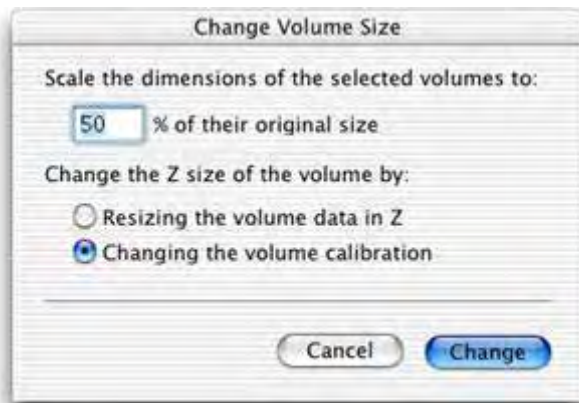 Change Volume Size
Scale the dimensions of the selected volumes to:
50 % of their original size
Change the Z size of the volume by:
Resizing the volume data in Z
Changing the volume calibration
Cancel Change